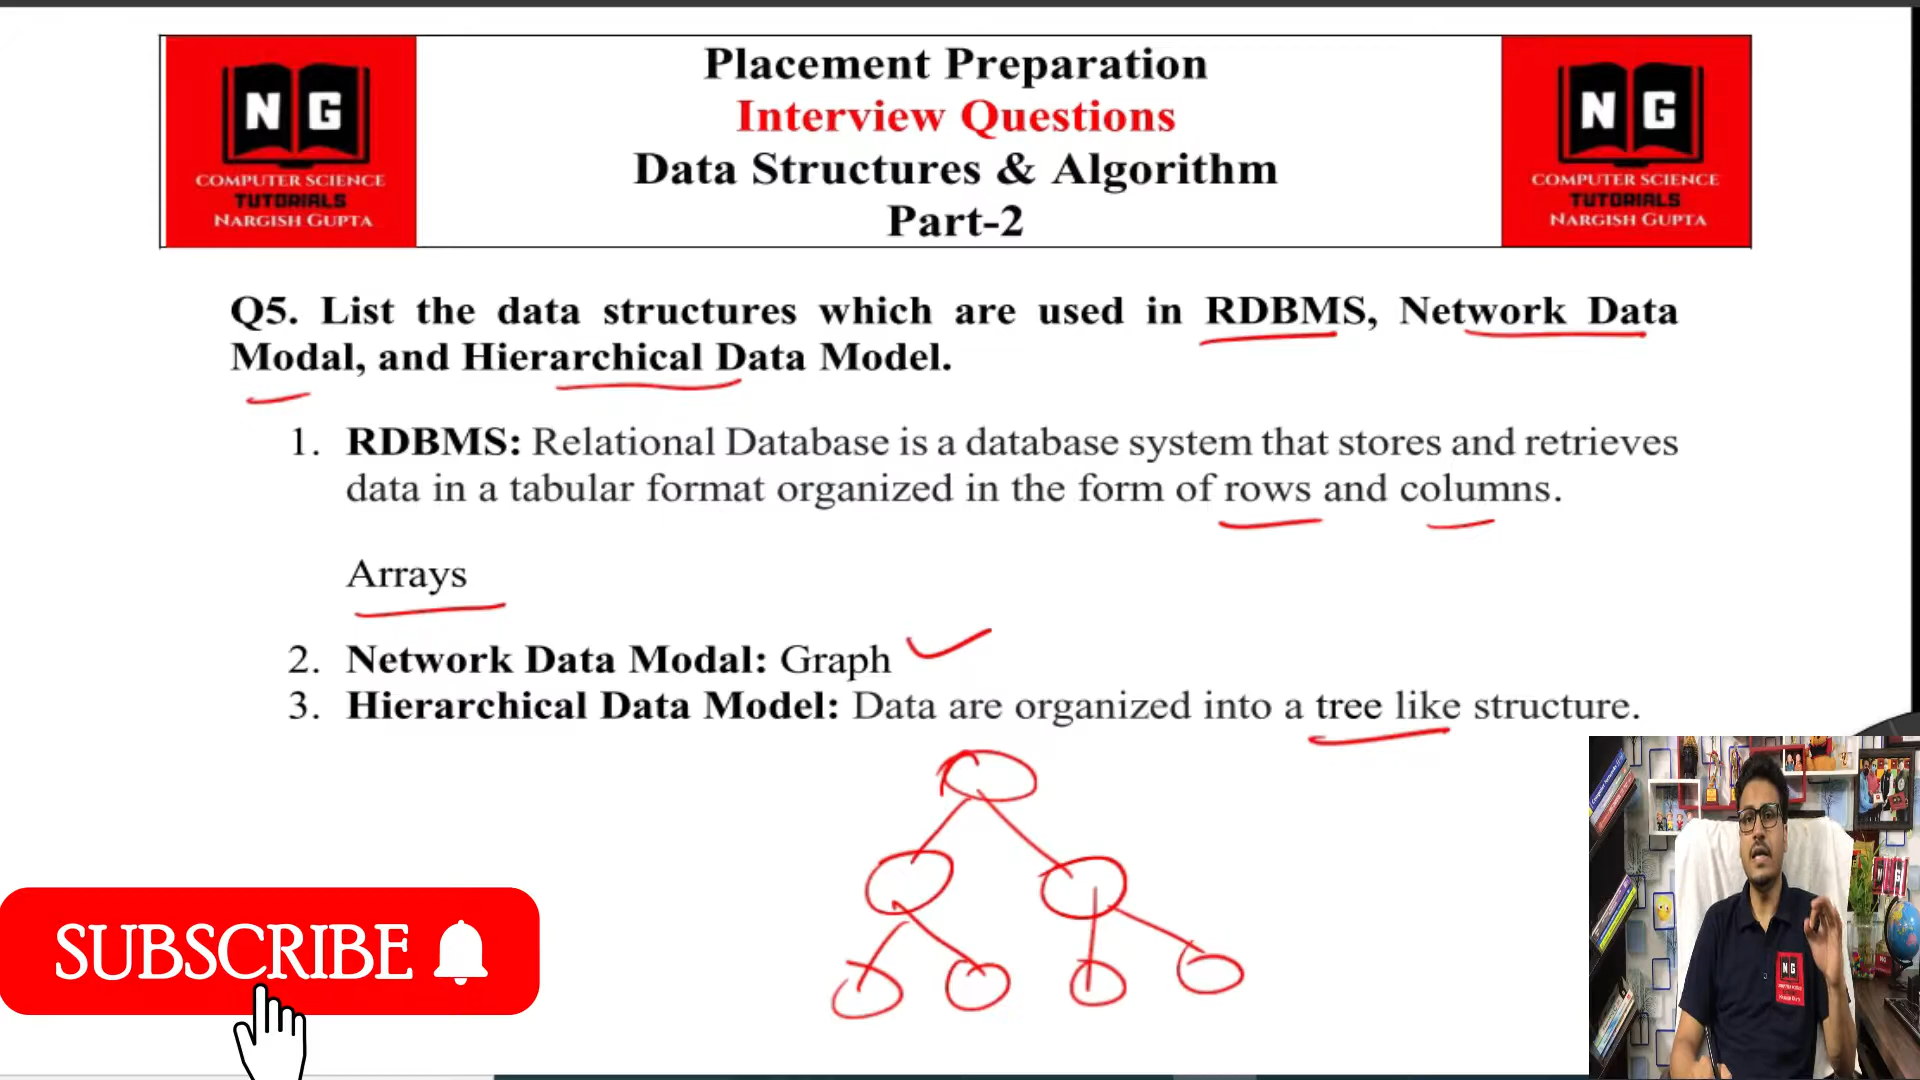 N G
COMPUTER SCIENCE
TUTORIALS
NARGISH GUPTA
Placement Preparation
Interview Questions
Data Structures & Algorithm
Part-2
N G
COMPUTER SCIENCE
TUTORIALS
NARGISH GUPTA
Q5. List the data structures which are used in RDBMS, Network Data
Modal, and Hierarchical Data Model.
1. RDBMS: Relational Database is a database system that stores and retrieves
data in a tabular format organized in the form of rows and columns.
Arrays
2. Network Data Modal: Graph
3. Hierarchical Data Model: Data are organized into a tree like structure.
SUBSCRIBE
NG